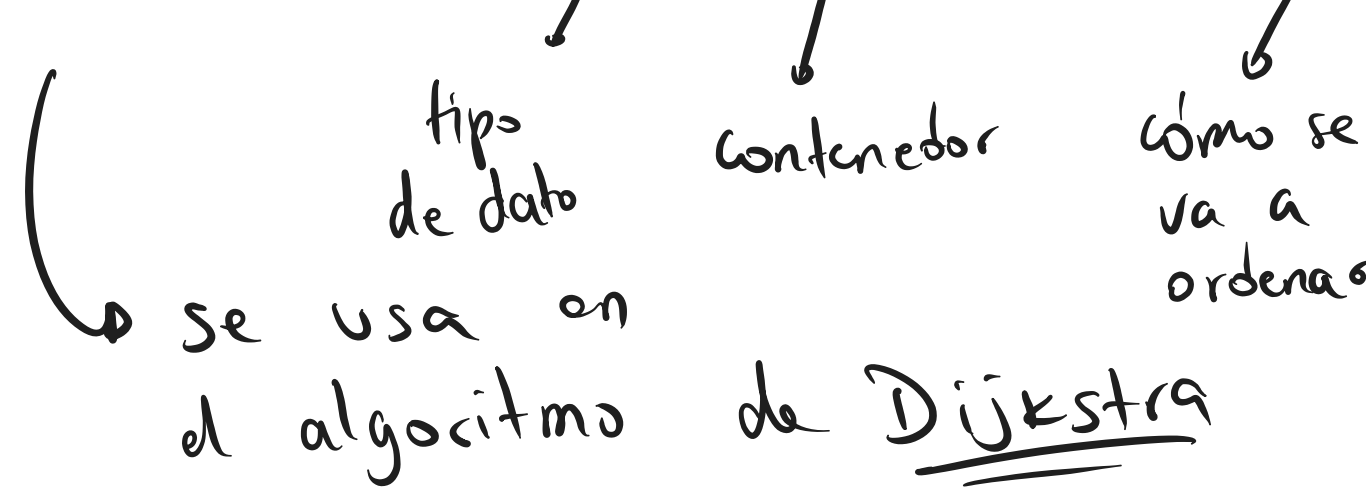 tipo
de dato
contenedor
cómo se
va a
ordenar
se usa en
el algoritmo de Dijkstra